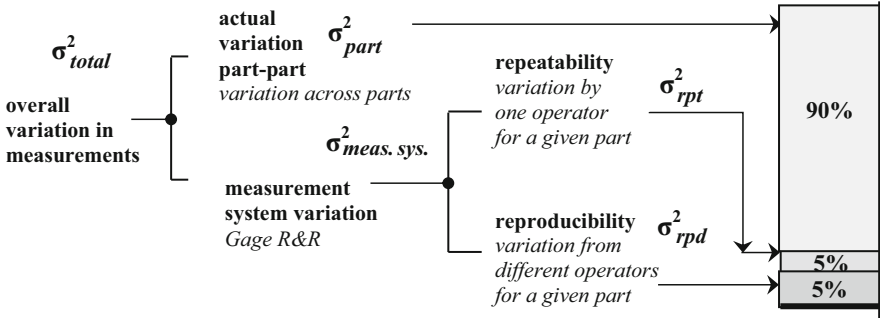 σ²total
overall
variation in
measurements
actual
variation
part-part
variation across parts
σ²part
σ²meas. sys.
measurement
system variation
Gage R&R
repeatability
variation by
one operator
for a given part
σ²rpt
reproducibility
variation from
different operators
for a given part
σ²rpd
90%
5%
5%